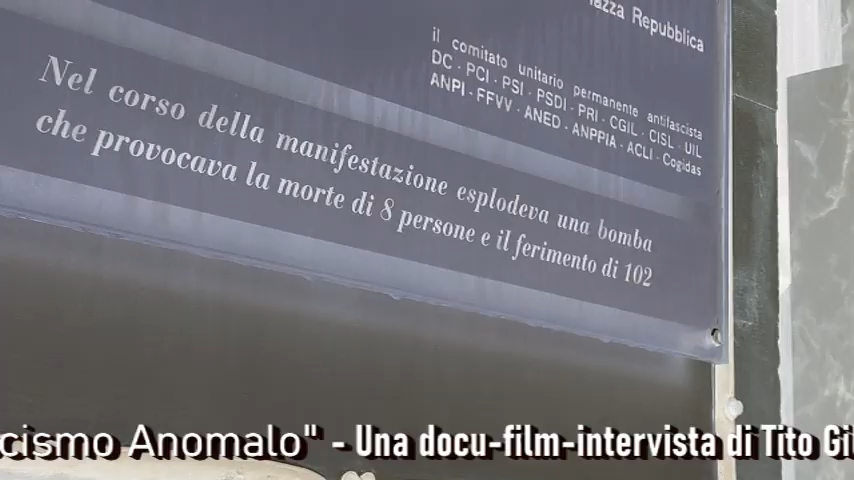 Repubblica
il comitato unitario permanente antifascista
DC · PCI · PSI · PSDI · PRI · CGIL · CISL · UIL
ANPI · FFVV · ANED · ANPPIA · ACLI · Cogidas
Nel corso della manifestazione esplodeva una bomba
che provocava la morte di 8 persone e il ferimento di 102
cismo Anomalo" - Una docu-film-intervista di Tito